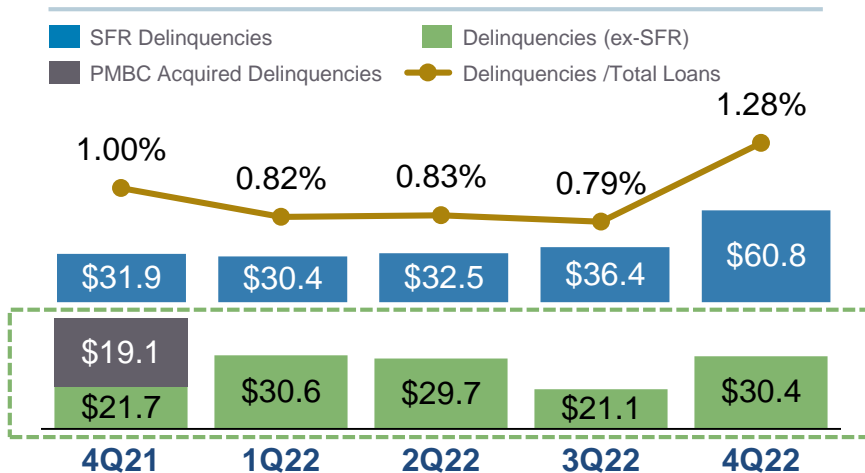 SFR Delinquencies
Delinquencies (ex-SFR)
PMBC Acquired Delinquencies
Delinquencies /Total Loans
1.00%
0.82%
0.83%
0.79%
1.28%
$31.9
$30.4
$32.5
$36.4
$60.8
$19.1
$21.7
$30.6
$29.7
$21.1
$30.4
4Q21
1Q22
2Q22
3Q22
4Q22